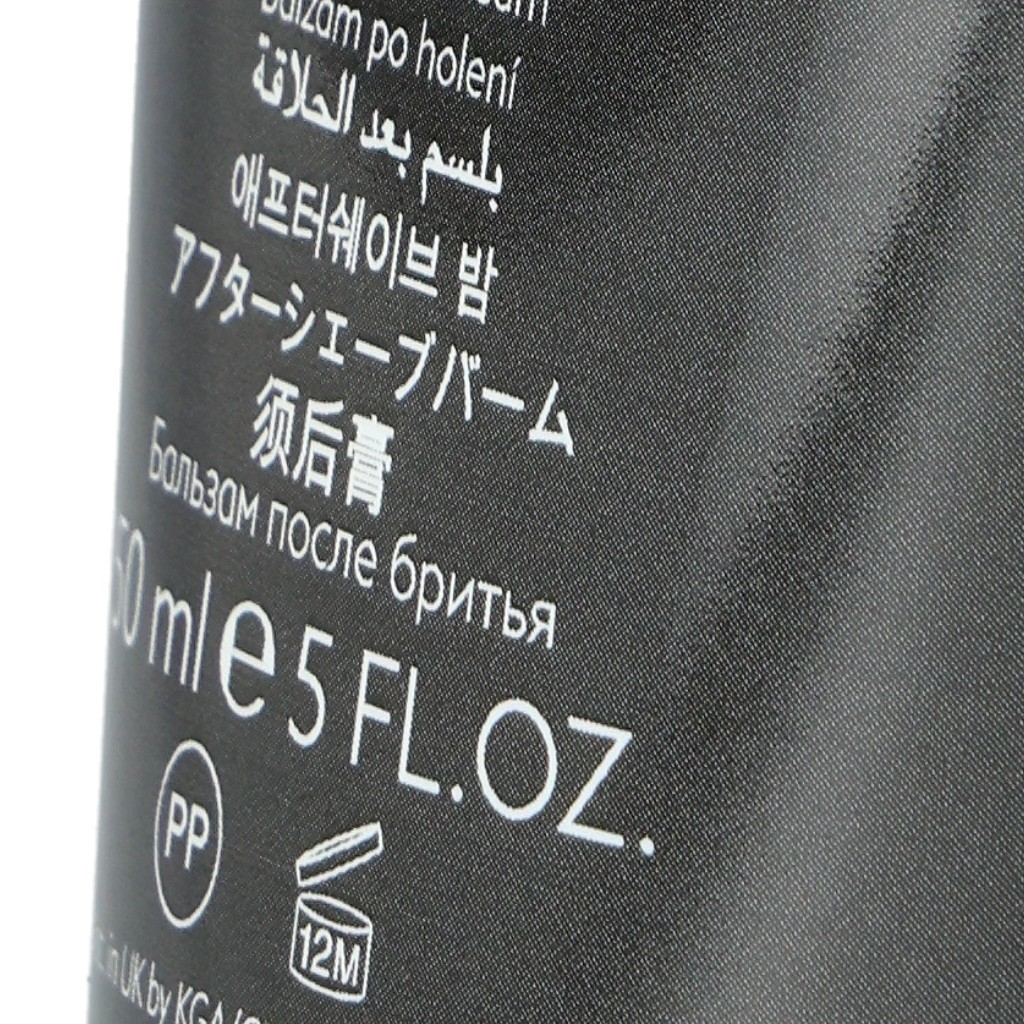 Balzam po holení
بلسم بعد الحلاقة
애프터쉐이브 밤
アフターシェーブバーム
须后膏
Бальзам после бритья
50 ml e 5 FL.OZ.
PP
12M
in UK by KGA